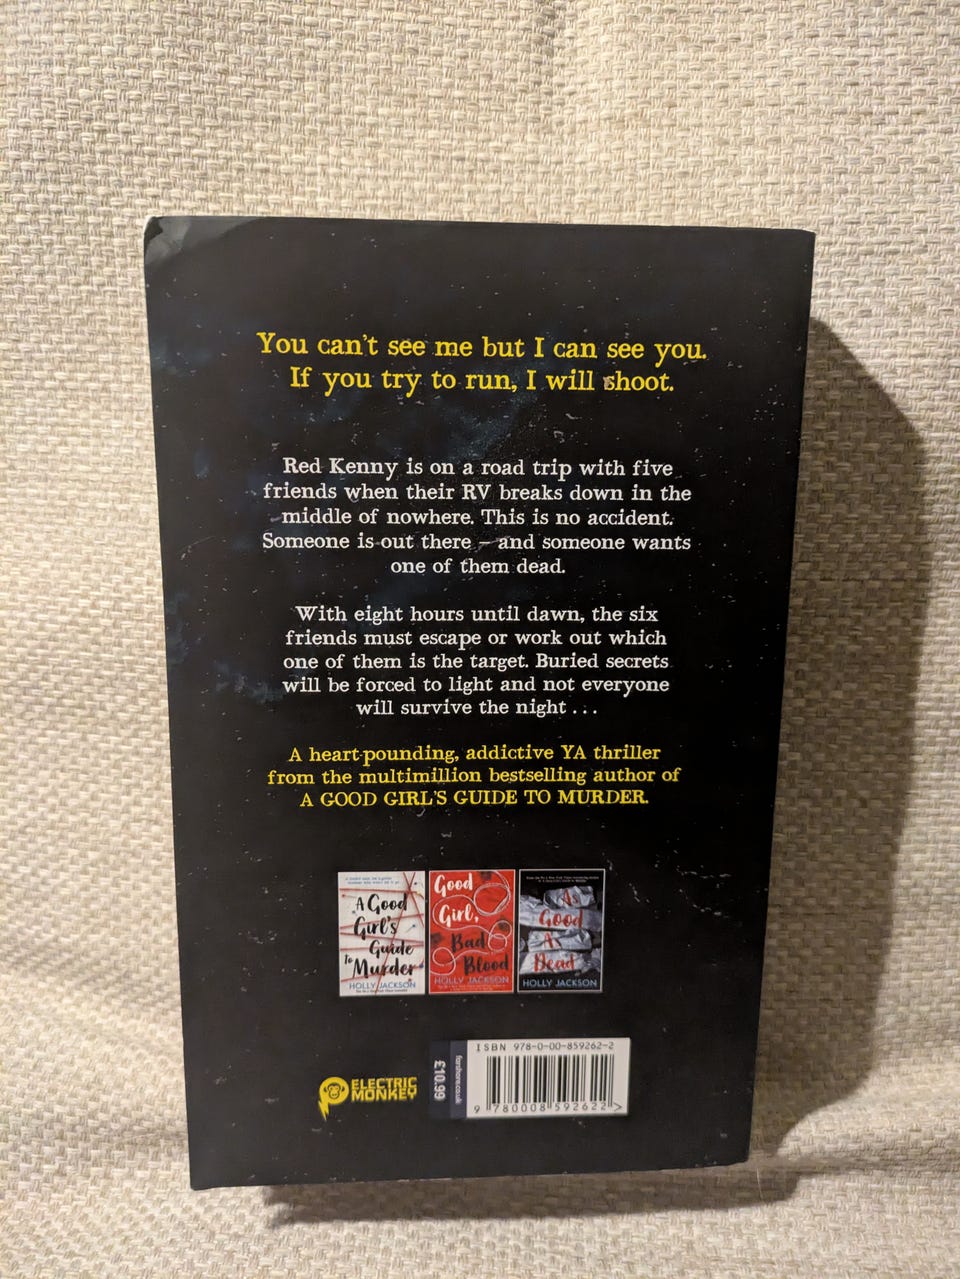 You can't see me but I can see you.
If you try to run, I will shoot.
Red Kenny is on a road trip with five
friends when their RV breaks down in the
middle of nowhere. This is no accident.
Someone is out there – and someone wants
one of them dead.
With eight hours until dawn, the six
friends must escape or work out which
one of them is the target. Buried secrets
will be forced to light and not everyone
will survive the night . . .
A heart-pounding, addictive YA thriller
from the multimillion bestselling author of
A GOOD GIRL'S GUIDE TO MURDER.
A Good
Girl's
Guide
to
Murder
HOLLY JACKSON
Good
Girl,
Bad
Blood
HOLLY JACKSON
Good
Dead
HOLLY JACKSON
ELECTRIC
MONKEY
£10.99
farshore.co.uk
ISBN 978-0-00-859262-2
9 780008 592622 >